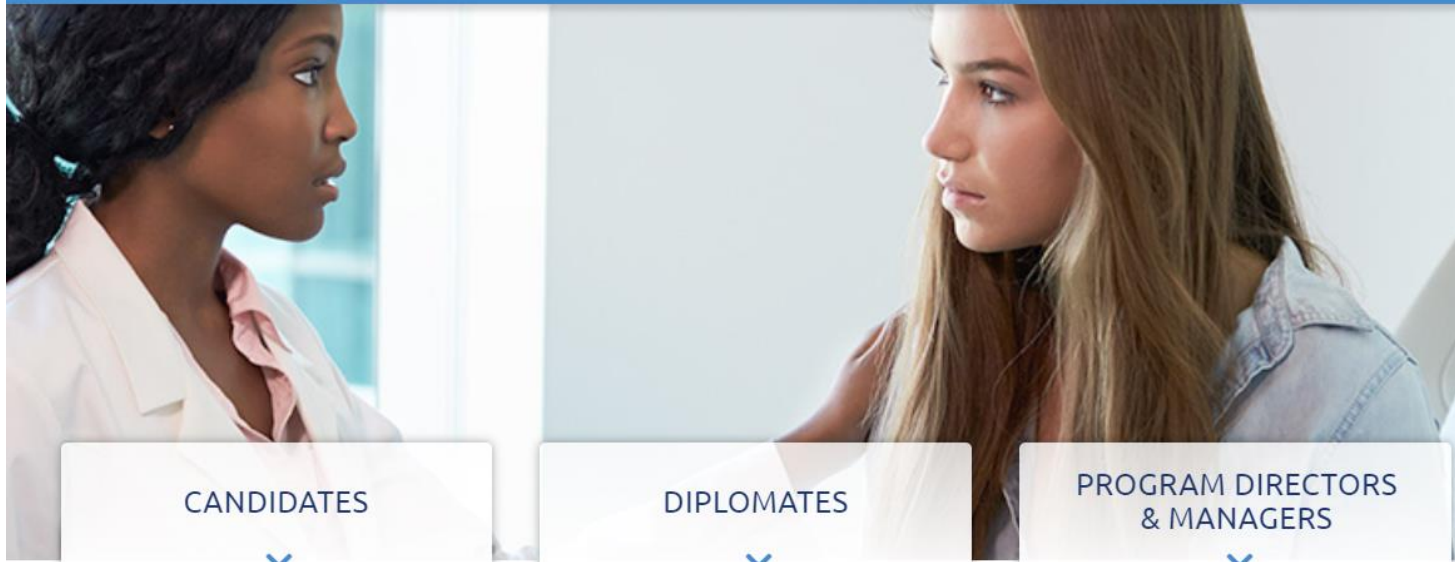 CANDIDATES
DIPLOMATES
PROGRAM DIRECTORS
& MANAGERS